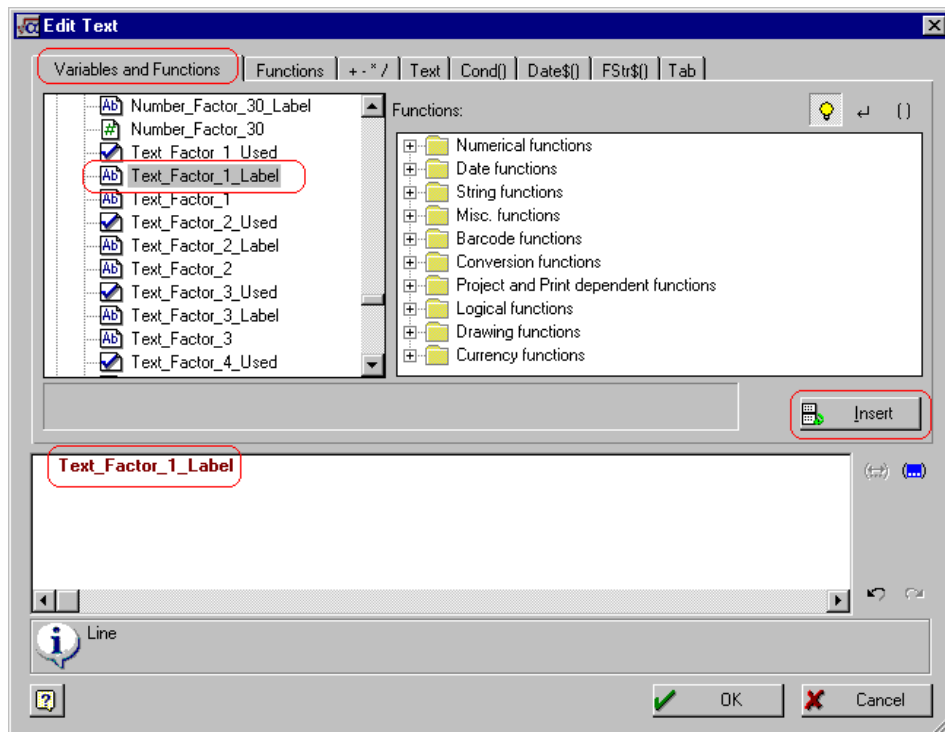 Edit Text
Variables and Functions
Functions
+ - * /
Text
Cond()
Date$()
FStr$()
Tab
Number_Factor_30_Label
Number_Factor_30
Text_Factor_1_Used
Text_Factor_1_Label
Text_Factor_1
Text_Factor_2_Used
Text_Factor_2_Label
Text_Factor_2
Text_Factor_3_Used
Text_Factor_3_Label
Text_Factor_3
Text_Factor_4_Used
Functions:
Numerical functions
Date functions
String functions
Misc. functions
Barcode functions
Conversion functions
Project and Print dependent functions
Logical functions
Drawing functions
Currency functions
Insert
Text_Factor_1_Label
Line
OK
Cancel